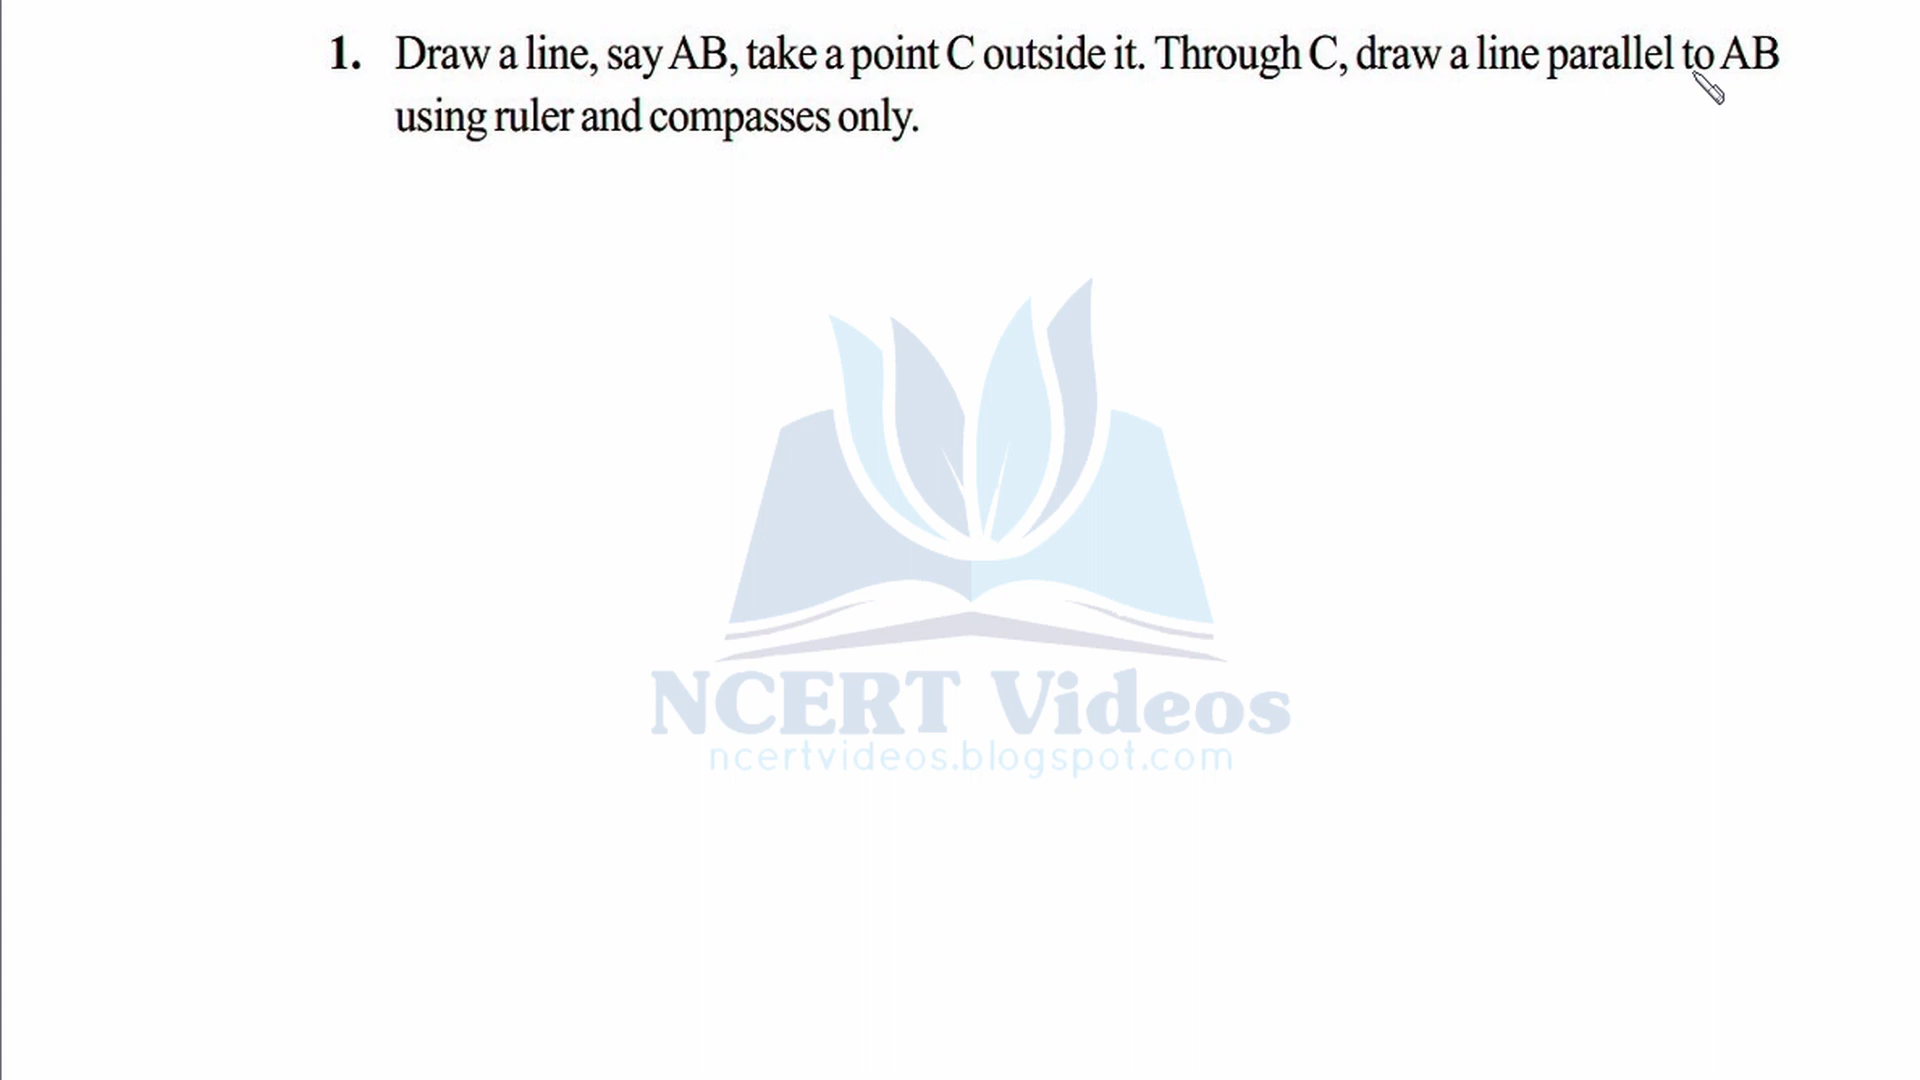 1. Draw a line, say AB, take a point C outside it. Through C, draw a line parallel to AB
using ruler and compasses only.
NCERT Videos
ncertvideos.blogspot.com